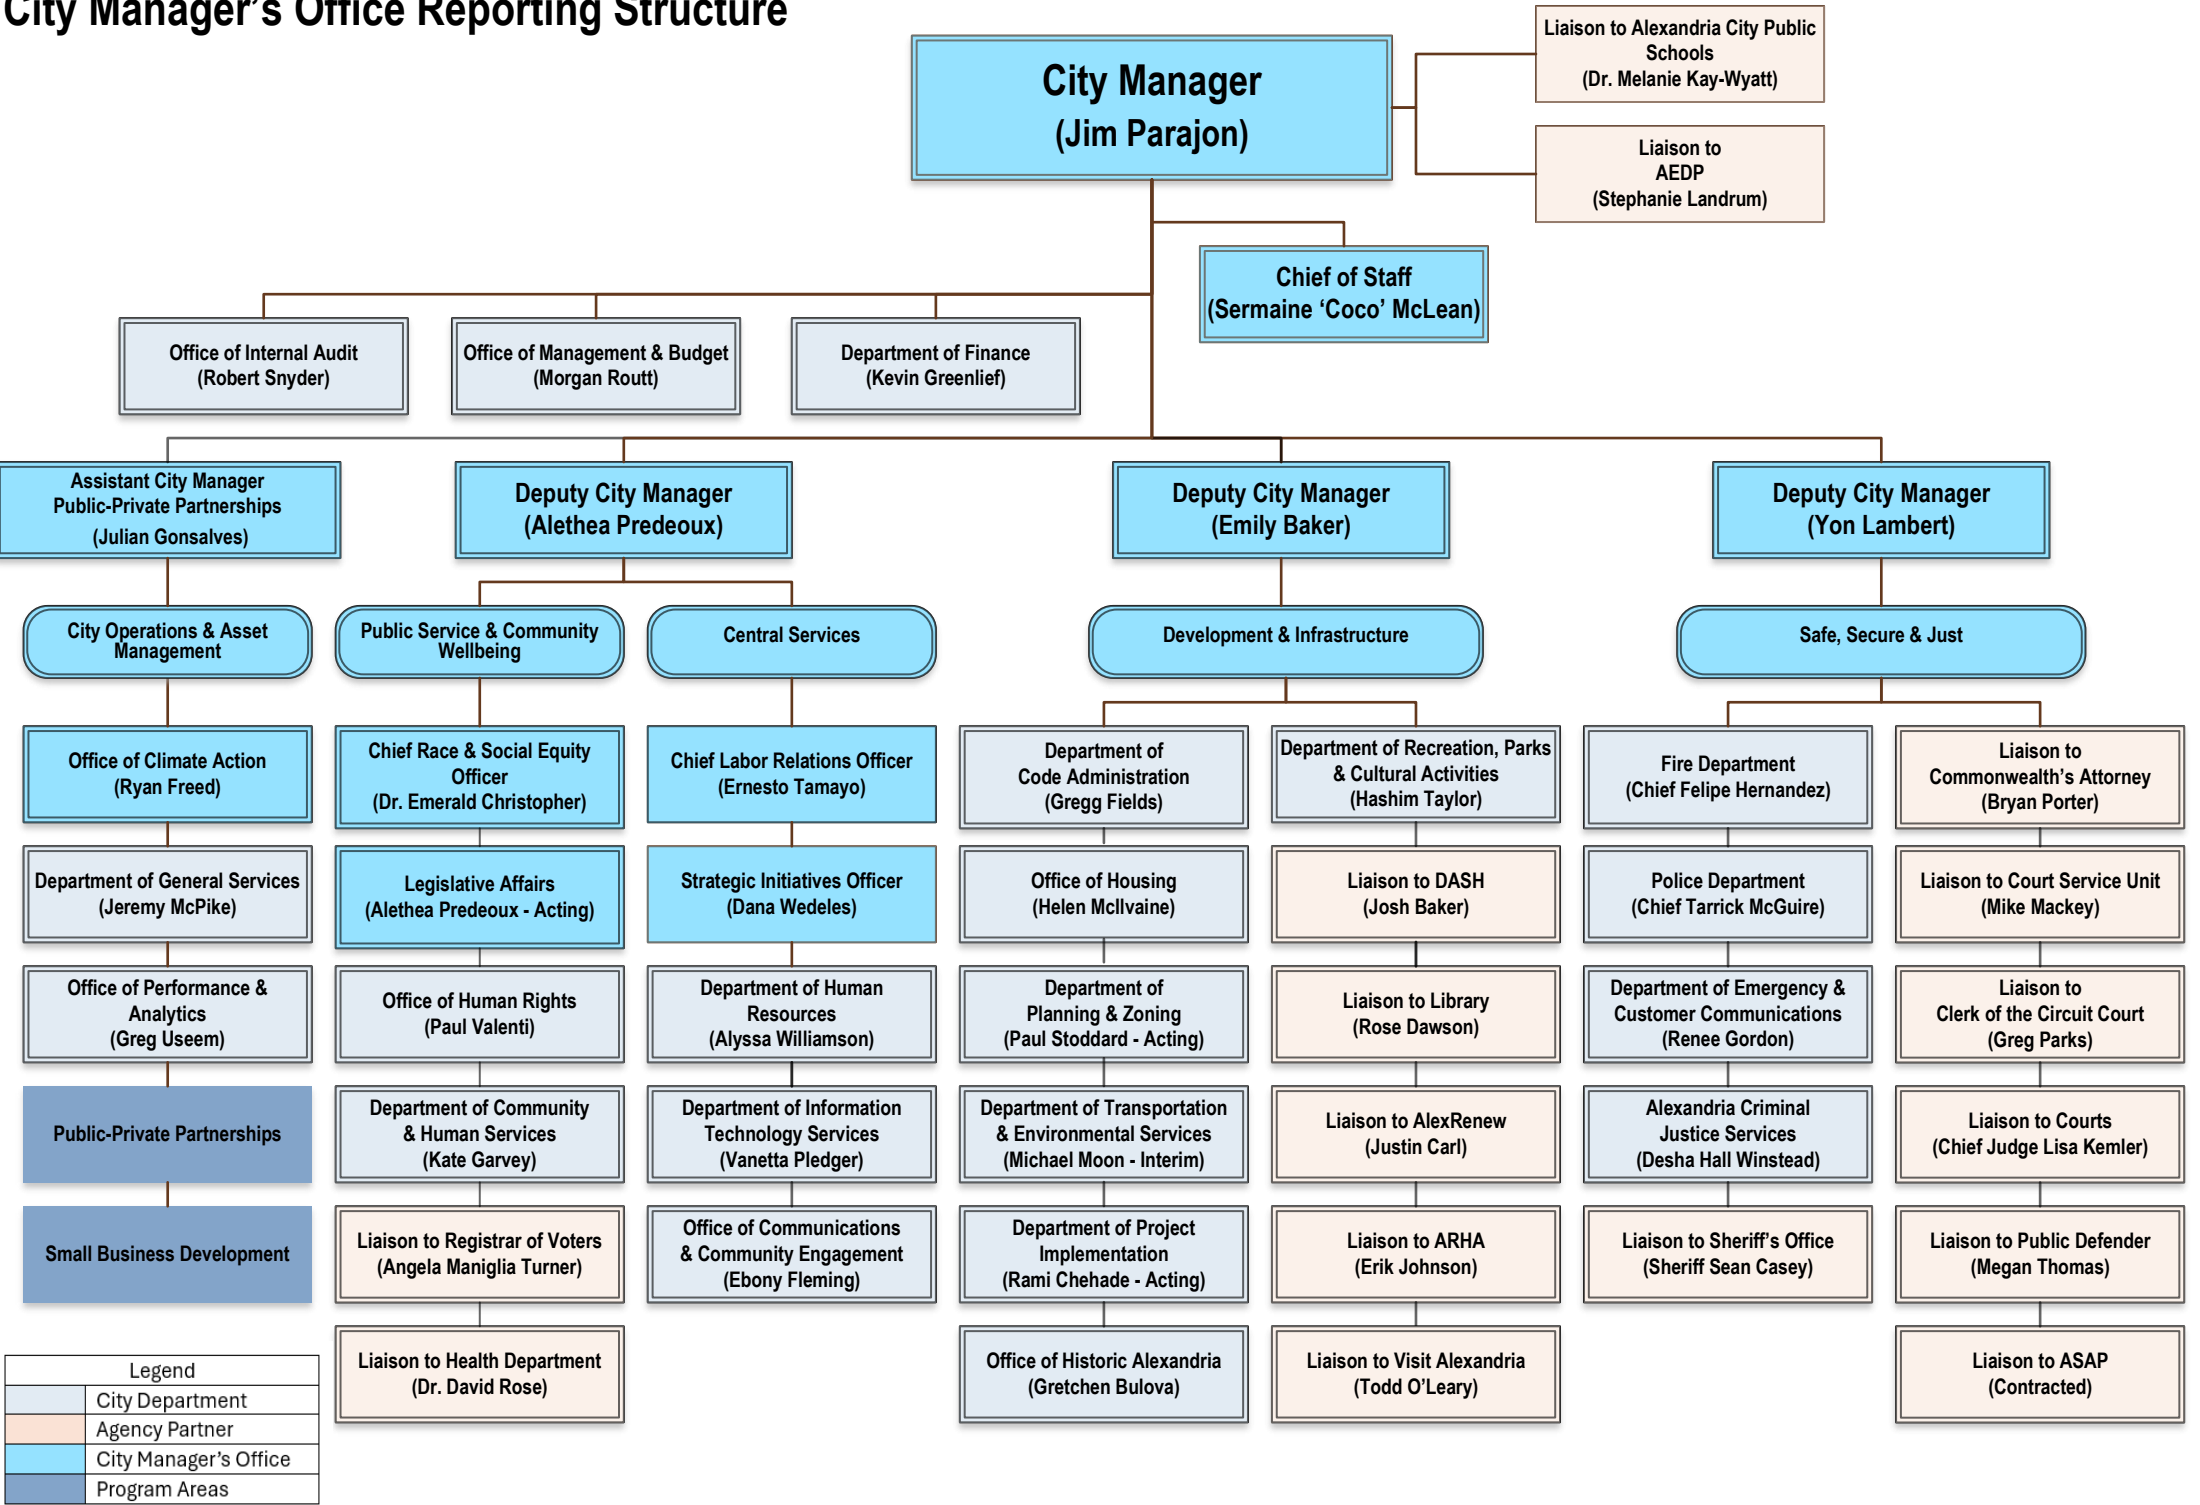 City Manager's Office Reporting Structure
City Manager
(Jim Parajon)
Liaison to Alexandria City Public
Schools
(Dr. Melanie Kay-Wyatt)
Liaison to
AEDP
(Stephanie Landrum)
Chief of Staff
(Sermaine ‘Coco’ McLean)
Office of Internal Audit
(Robert Snyder)
Office of Management & Budget
(Morgan Routt)
Department of Finance
(Kevin Greenlief)
Assistant City Manager
Public-Private Partnerships
(Julian Gonsalves)
Deputy City Manager
(Alethea Predeoux)
Deputy City Manager
(Emily Baker)
Deputy City Manager
(Yon Lambert)
City Operations & Asset
Management
Public Service & Community
Wellbeing
Central Services
Development & Infrastructure
Safe, Secure & Just
Office of Climate Action
(Ryan Freed)
Chief Race & Social Equity
Officer
(Dr. Emerald Christopher)
Chief Labor Relations Officer
(Ernesto Tamayo)
Department of
Code Administration
(Gregg Fields)
Department of Recreation, Parks
& Cultural Activities
(Hashim Taylor)
Fire Department
(Chief Felipe Hernandez)
Liaison to
Commonwealth's Attorney
(Bryan Porter)
Department of General Services
(Jeremy McPike)
Legislative Affairs
(Alethea Predeoux - Acting)
Strategic Initiatives Officer
(Dana Wedeles)
Office of Housing
(Helen McIlvaine)
Liaison to DASH
(Josh Baker)
Police Department
(Chief Tarrick McGuire)
Liaison to Court Service Unit
(Mike Mackey)
Office of Performance &
Analytics
(Greg Useem)
Office of Human Rights
(Paul Valenti)
Department of Human
Resources
(Alyssa Williamson)
Department of
Planning & Zoning
(Paul Stoddard - Acting)
Liaison to Library
(Rose Dawson)
Department of Emergency &
Customer Communications
(Renee Gordon)
Liaison to
Clerk of the Circuit Court
(Greg Parks)
Public-Private Partnerships
Department of Community
& Human Services
(Kate Garvey)
Department of Information
Technology Services
(Vanetta Pledger)
Department of Transportation
& Environmental Services
(Michael Moon - Interim)
Liaison to AlexRenew
(Justin Carl)
Alexandria Criminal
Justice Services
(Desha Hall Winstead)
Liaison to Courts
(Chief Judge Lisa Kemler)
Small Business Development
Liaison to Registrar of Voters
(Angela Maniglia Turner)
Office of Communications
& Community Engagement
(Ebony Fleming)
Department of Project
Implementation
(Rami Chehade - Acting)
Liaison to ARHA
(Erik Johnson)
Liaison to Sheriff's Office
(Sheriff Sean Casey)
Liaison to Public Defender
(Megan Thomas)
Liaison to Health Department
(Dr. David Rose)
Office of Historic Alexandria
(Gretchen Bulova)
Liaison to Visit Alexandria
(Todd O'Leary)
Liaison to ASAP
(Contracted)
Legend
City Department
Agency Partner
City Manager's Office
Program Areas